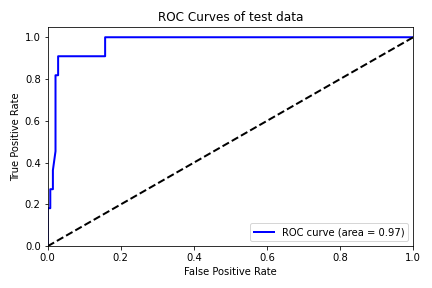 ROC Curves of test data
True Positive Rate
1.0
0.8
0.6
0.4
0.2
0.0
ROC curve (area = 0.97)
0.0 0.2 0.4 0.6 0.8 1.0
False Positive Rate